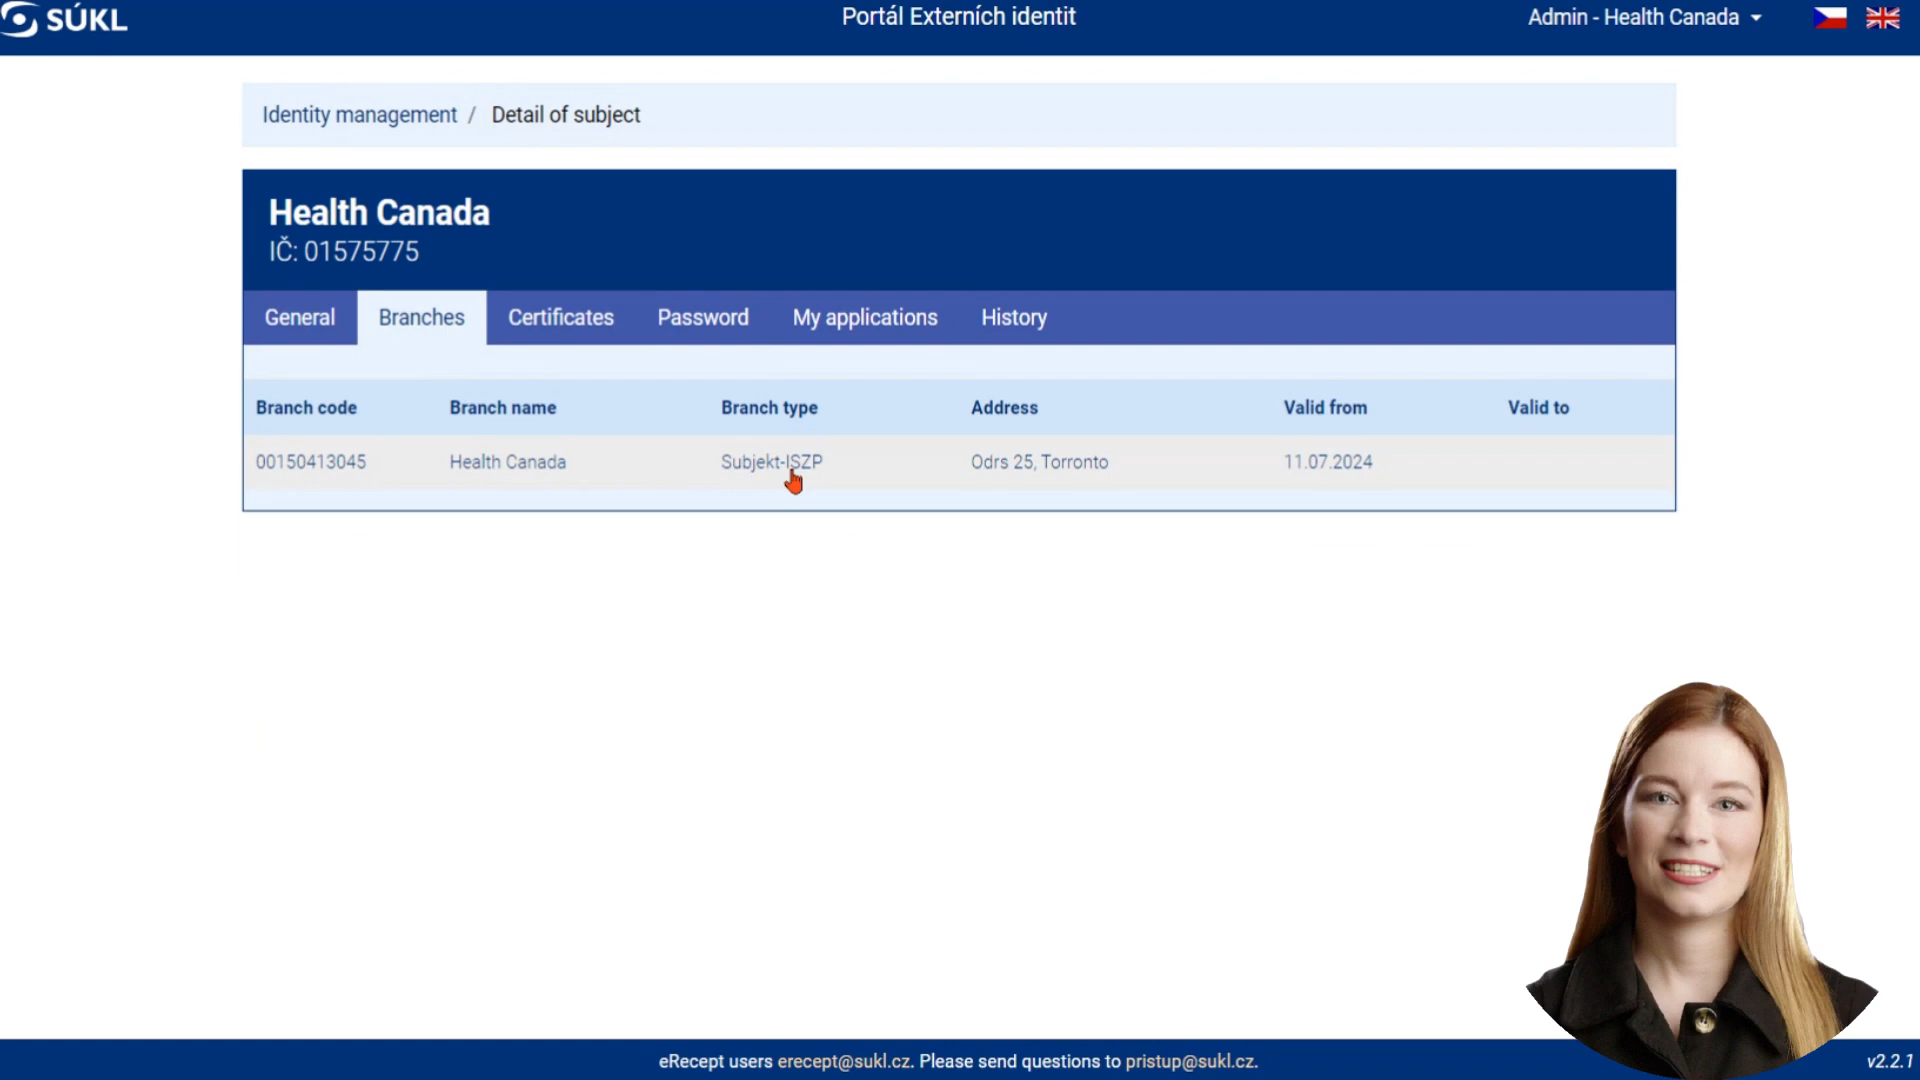 SÚKL
Portál Externích identit
Admin - Health Canada
Identity management / Detail of subject
Health Canada
IČ: 01575775
General Branches Certificates Password My applications History
Branch code Branch name Branch type Address Valid from Valid to
00150413045 Health Canada Subjekt-ISZP Odrs 25, Torronto 11.07.2024
eRecept users erecept@sukl.cz. Please send questions to pristup@sukl.cz.
v2.2.1